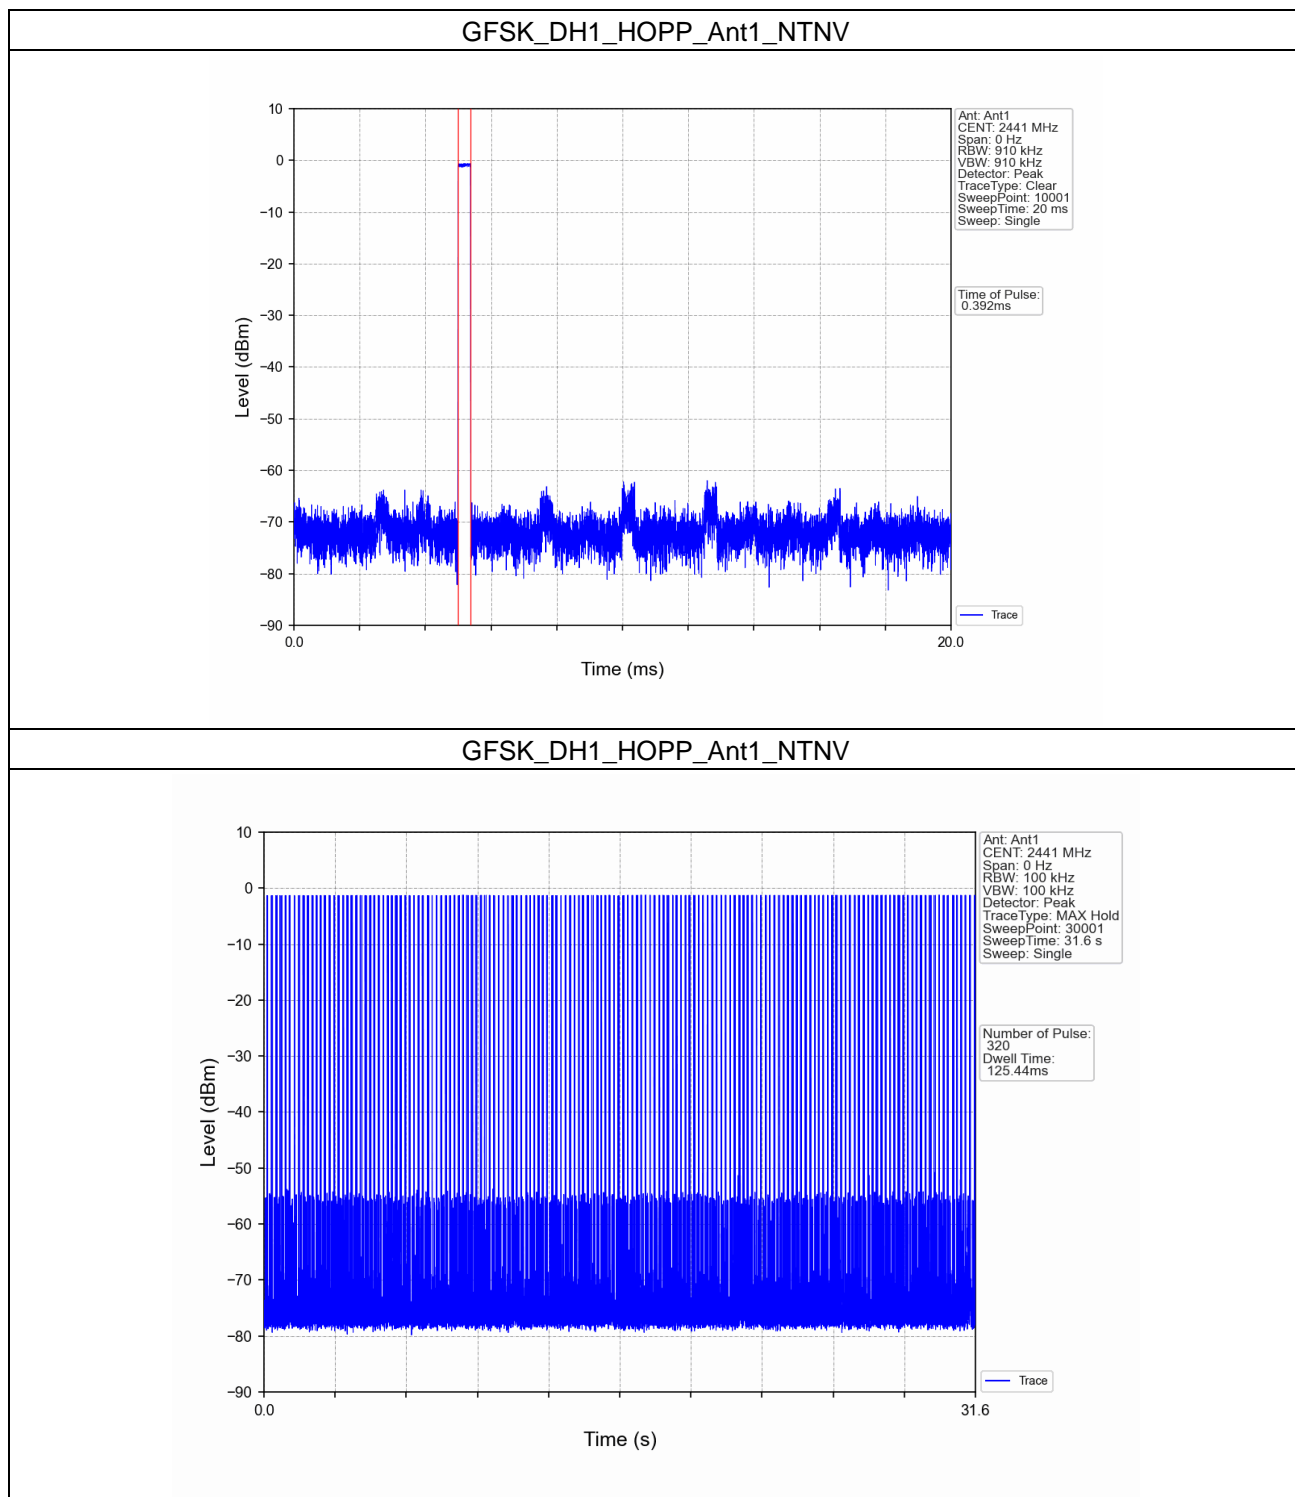 GFSK_DH1_HOPP_Ant1_NTNV
10
0
−10
−20
−30
−40
−50
−60
−70
−80
−90
Level (dBm)
0.0
20.0
Time (ms)
Ant: Ant1
CENT: 2441 MHz
Span: 0 Hz
RBW: 910 kHz
VBW: 910 kHz
Detector: Peak
TraceType: Clear
SweepPoint: 10001
SweepTime: 20 ms
Sweep: Single
Time of Pulse:
0.392ms
Trace
GFSK_DH1_HOPP_Ant1_NTNV
10
0
−10
−20
−30
−40
−50
−60
−70
−80
−90
Level (dBm)
0.0
31.6
Time (s)
Ant: Ant1
CENT: 2441 MHz
Span: 0 Hz
RBW: 100 kHz
VBW: 100 kHz
Detector: Peak
TraceType: MAX Hold
SweepPoint: 30001
SweepTime: 31.6 s
Sweep: Single
Number of Pulse:
320
Dwell Time:
125.44ms
Trace